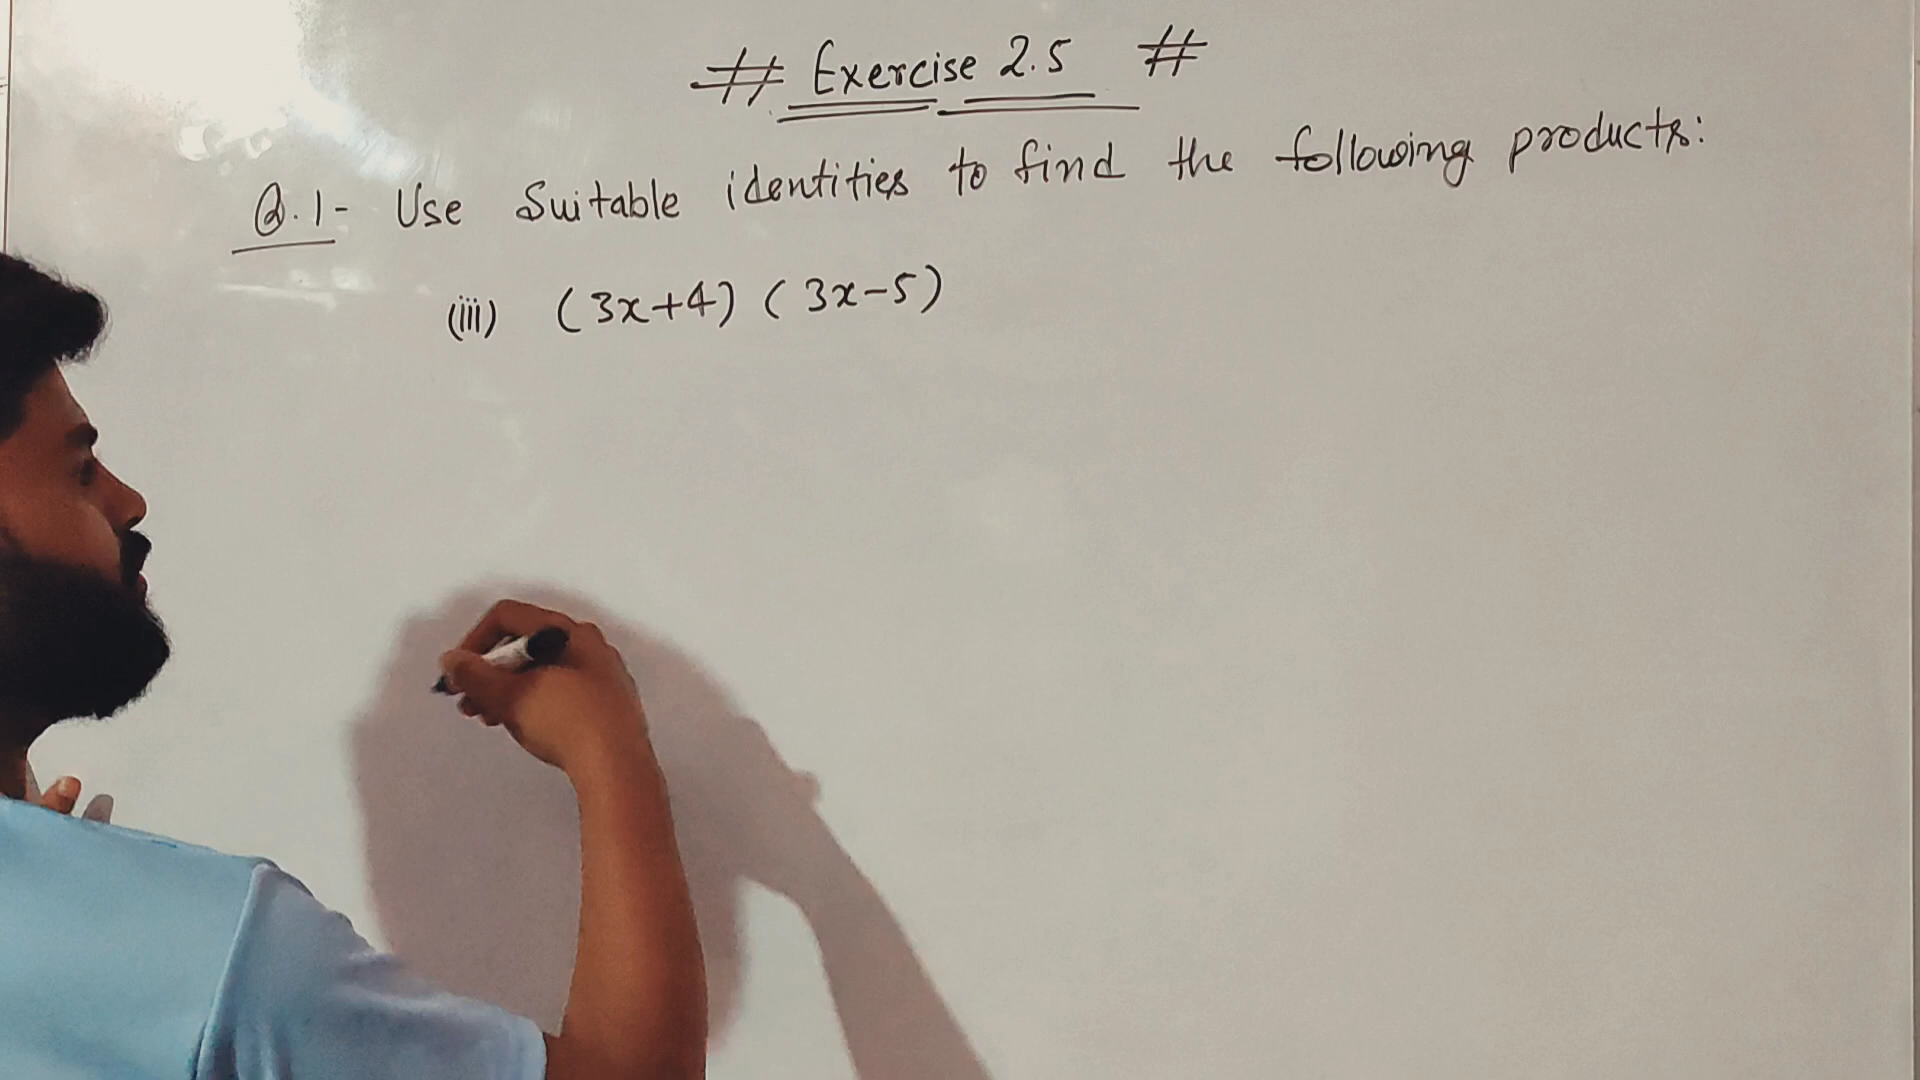 # Exercise 2.5 #
Q.1- Use Suitable identities to find the following products:
(iii) (3x+4) (3x-5)